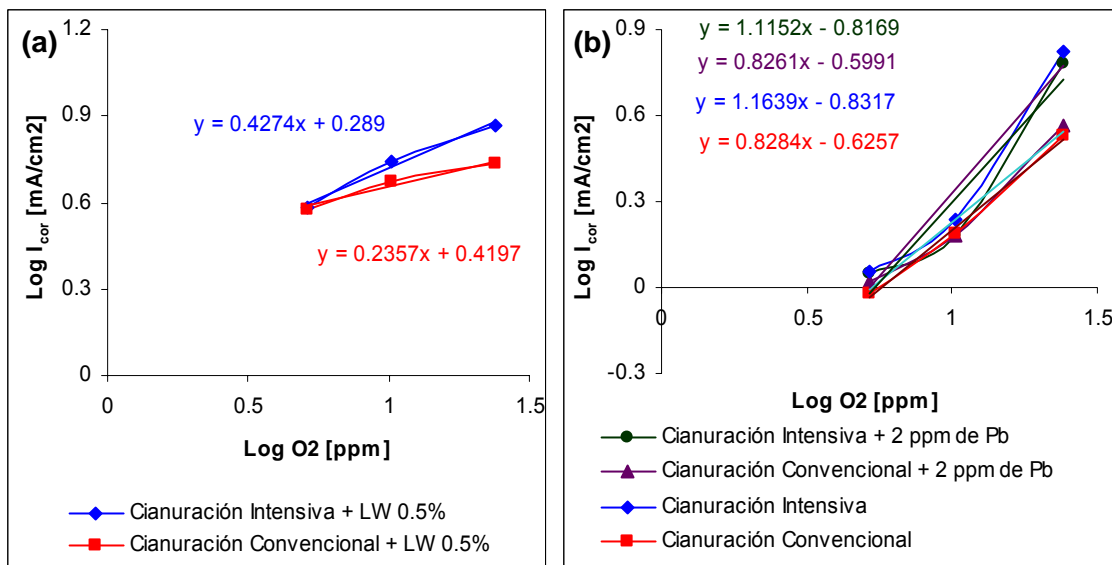 (a)
1.2
0.9
0.6
0.3
0
y = 0.4274x + 0.289
y = 0.2357x + 0.4197
0 0.5 1 1.5
Log I cor [mA/cm2]
Log O2 [ppm]
Cianuración Intensiva + LW 0.5%
Cianuración Convencional + LW 0.5%
(b)
0.9
0.6
0.3
0
-0.3
y = 1.1152x - 0.8169
y = 0.8261x - 0.5991
y = 1.1639x - 0.8317
y = 0.8284x - 0.6257
0 0.5 1 1.5
Log I cor [mA/cm2]
Log O2 [ppm]
Cianuración Intensiva + 2 ppm de Pb
Cianuración Convencional + 2 ppm de Pb
Cianuración Intensiva
Cianuración Convencional